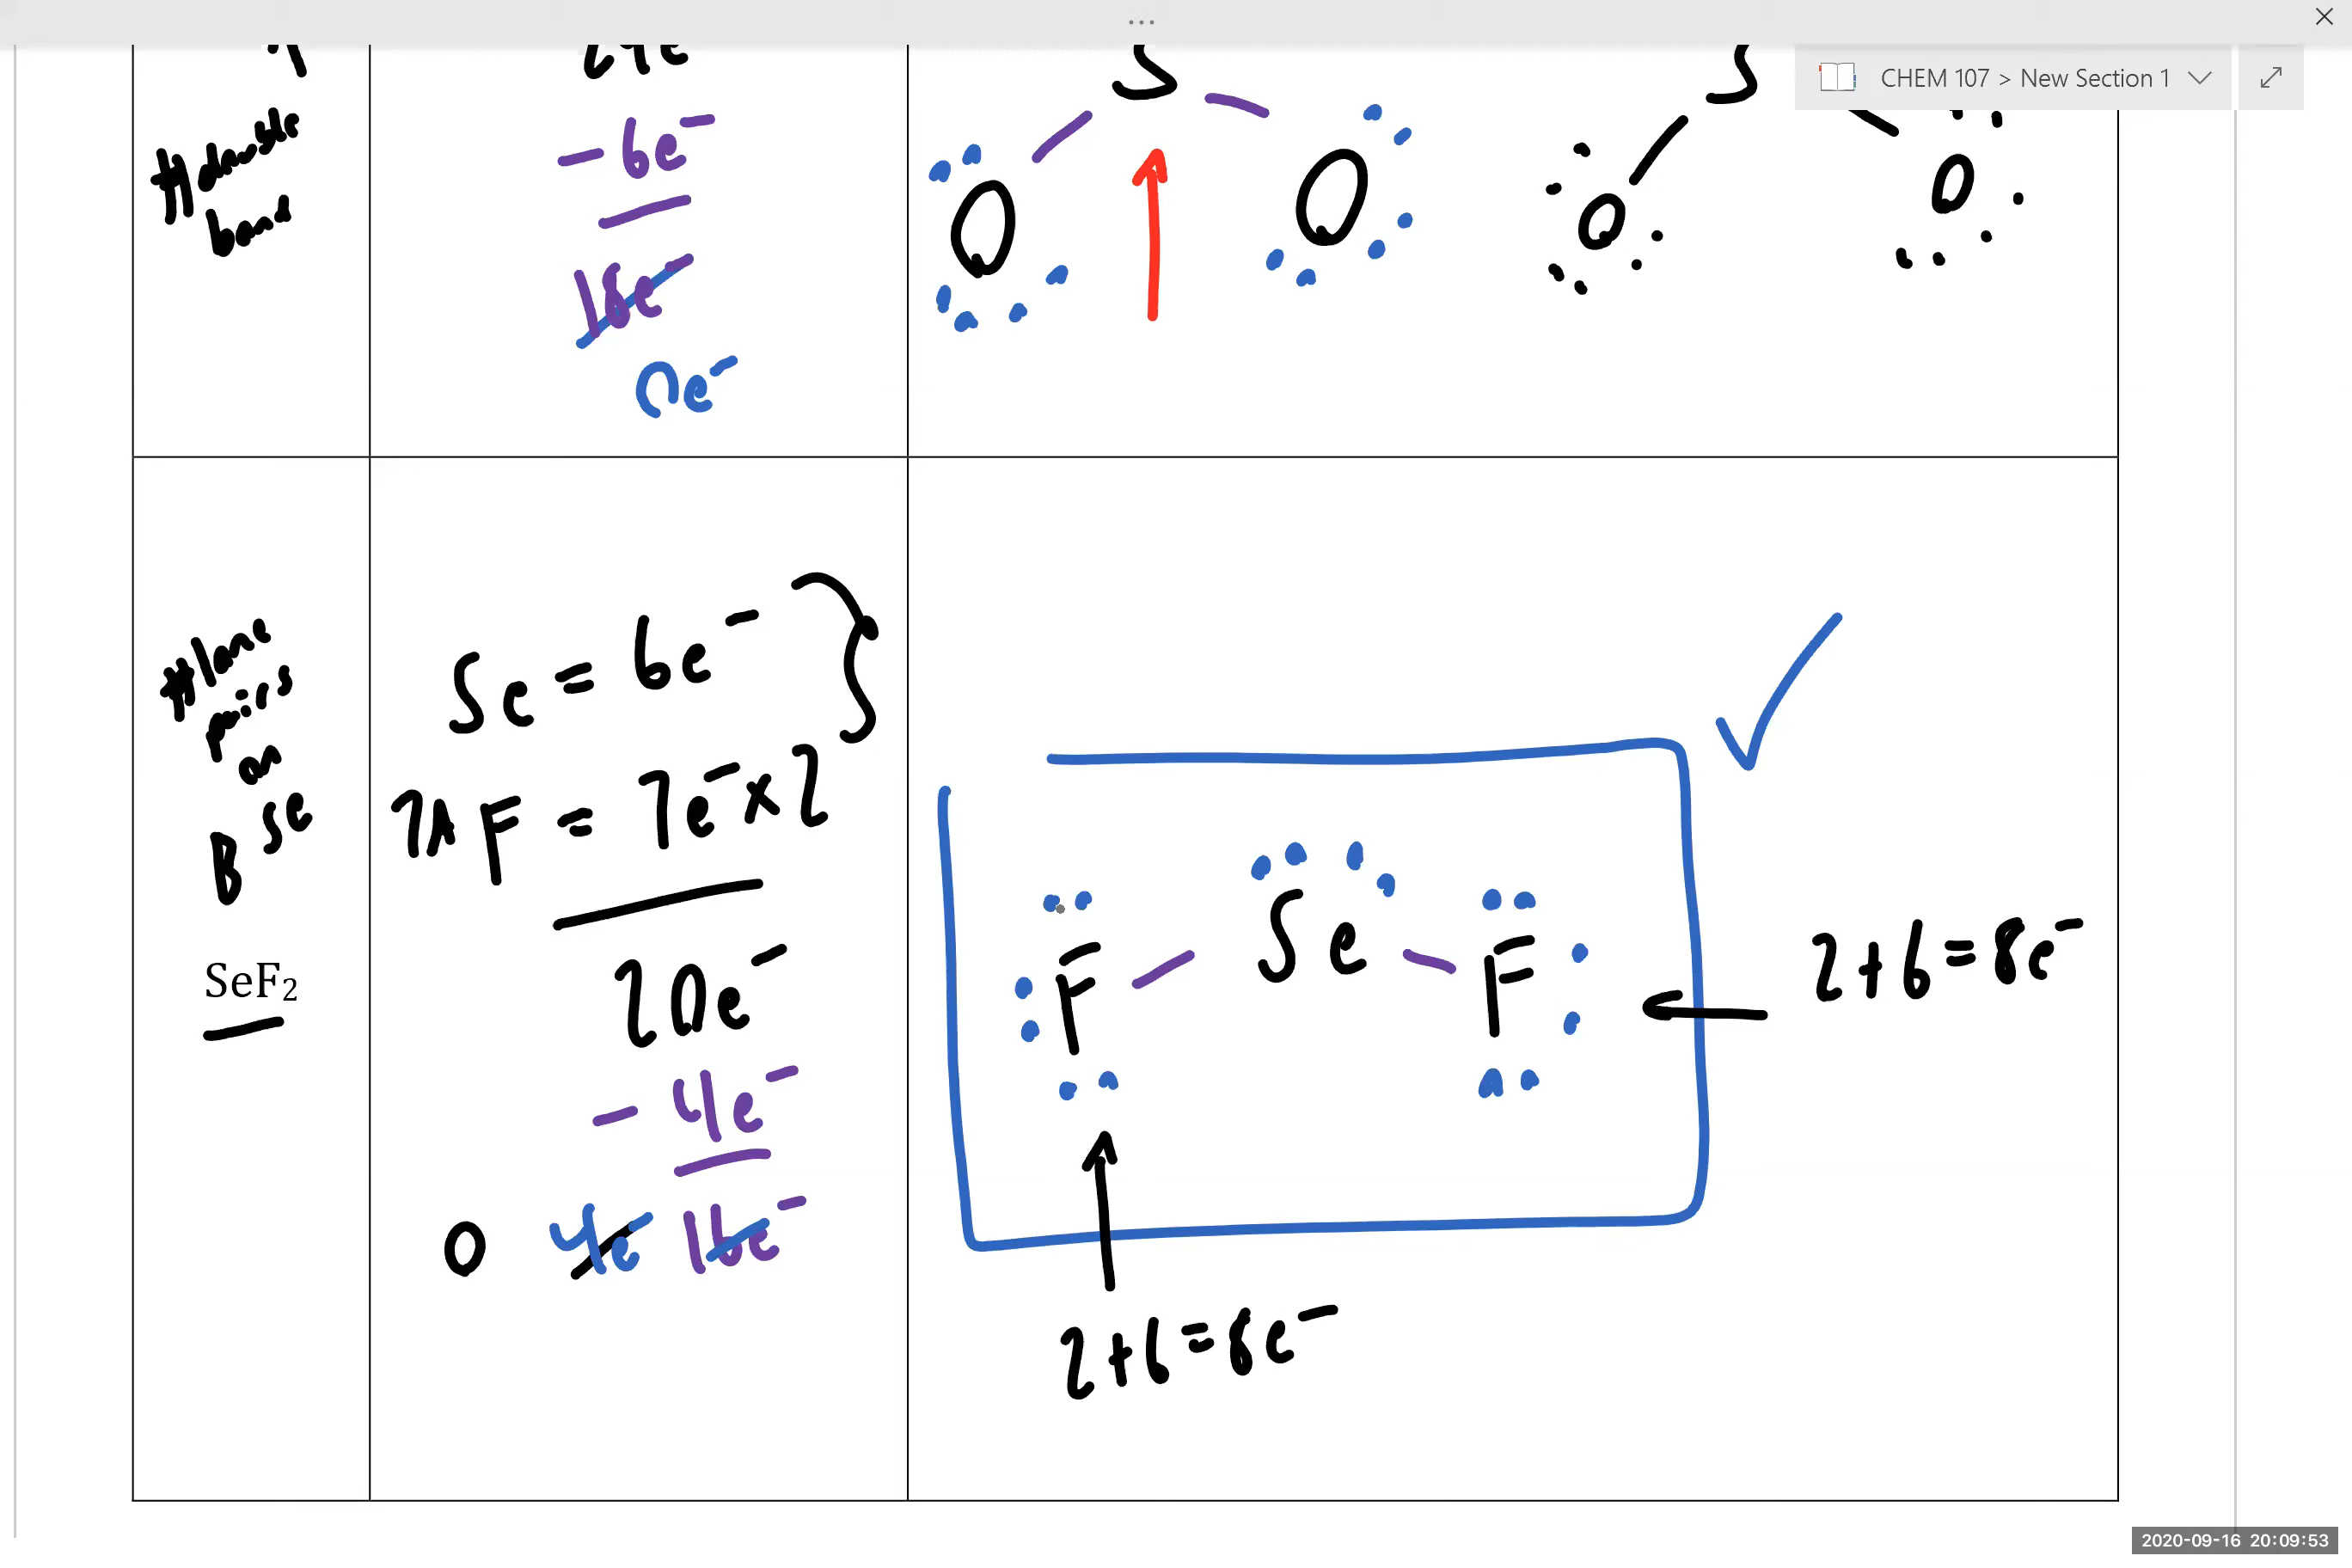 CHEM 107 > New Section 1
24e
- 6e⁻
S
S
# double
bond
O
O
O
O
18e⁻
0e⁻
# lone
pairs
on
Se
B
SeF₂
Se = 6e⁻
F = 7e⁻ x 2
20e⁻
- 4e⁻
0 4e 16e⁻
F - Se - F
2+6=8e⁻
2+6=8e⁻
2020-09-16 20:09:53